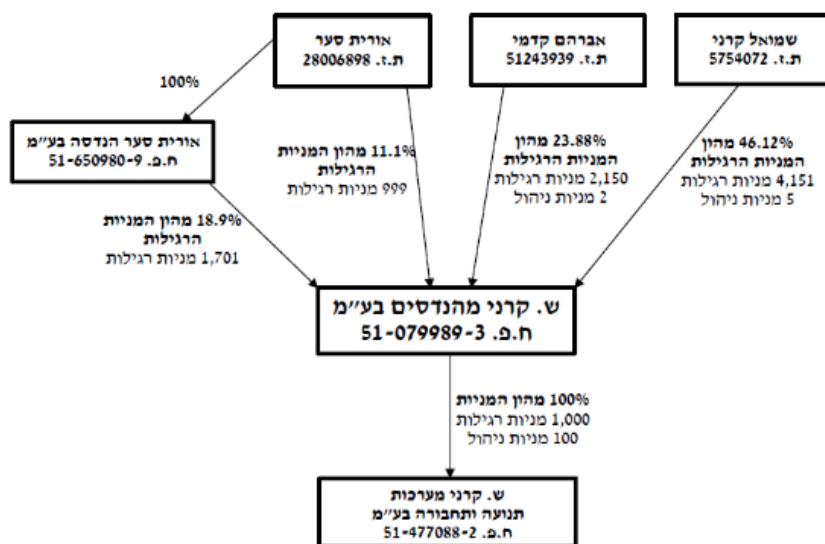 שמואל קרני
ת.ז. 5754072
אברהם קדמי
ת.ז. 51243939
אורית סער
ת.ז. 28006898
100%
אורית סער הנדסה בע״מ
ח.פ. 51-650980-9
46.12% מהון
המניות הרגילות
4,151 מניות רגילות
5 מניות ניהול
23.88% מהון
המניות הרגילות
2,150 מניות רגילות
2 מניות ניהול
11.1% מהון המניות
הרגילות
999 מניות רגילות
18.9% מהון המניות
הרגילות
1,701 מניות רגילות
ש. קרני מהנדסים בע״מ
ח.פ. 51-079989-3
100% מהון המניות
1,000 מניות רגילות
100 מניות ניהול
ש. קרני מערכות
תנועה ותחבורה בע״מ
ח.פ. 51-477088-2